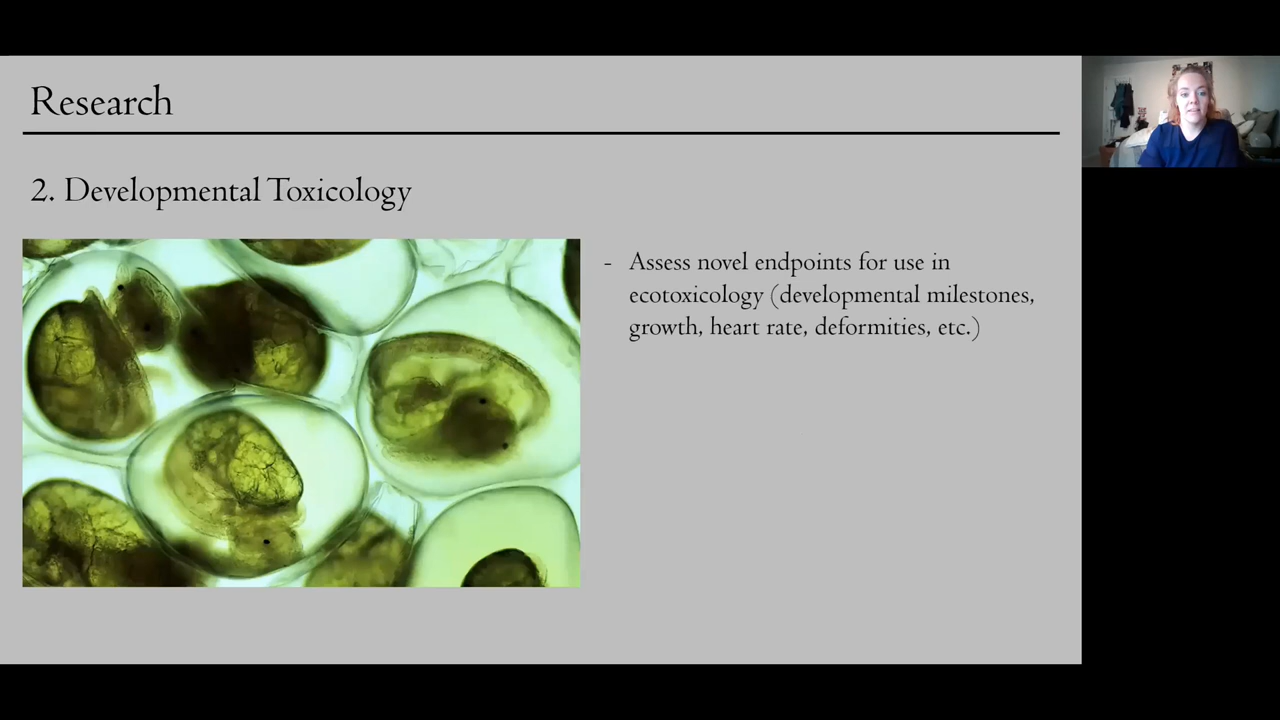 Research
2. Developmental Toxicology
- Assess novel endpoints for use in
ecotoxicology (developmental milestones,
growth, heart rate, deformities, etc.)